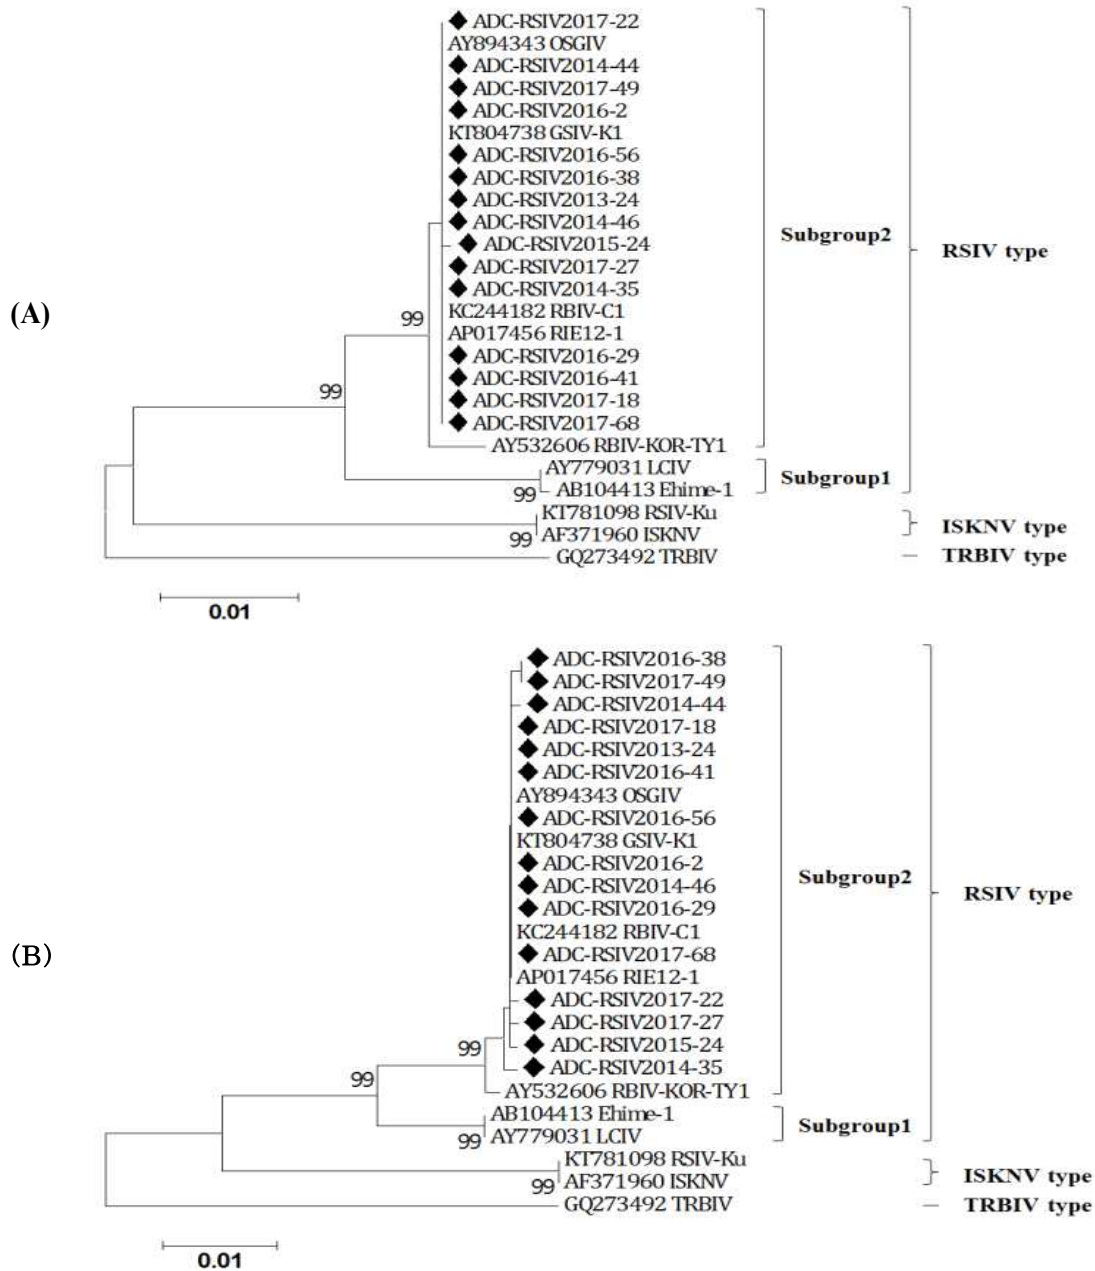 ADC-RSIV2017-22
AY894343 OSGIV
ADC-RSIV2014-44
ADC-RSIV2017-49
ADC-RSIV2016-2
KT804738 GSIV-K1
ADC-RSIV2016-56
ADC-RSIV2016-38
ADC-RSIV2013-24
ADC-RSIV2014-46
Subgroup2
ADC-RSIV2015-24
RSIV type
ADC-RSIV2017-27
ADC-RSIV2014-35
(A)
KC244182 RBIV-C1
99
AP017456 RIE12-1
ADC-RSIV2016-29
ADC-RSIV2016-41
99
ADC-RSIV2017-18
ADC-RSIV2017-68
AY532606 RBIV-KOR-TY1
AY779031 LCIV
Subgroup1
99
AB104413 Ehime-1
KT781098 RSIV-Ku
ISKNV type
99
AF371960 ISKNV
GQ273492 TRBIV
TRBIV type
0.01
ADC-RSIV2016-38
ADC-RSIV2017-49
ADC-RSIV2014-44
ADC-RSIV2017-18
ADC-RSIV2013-24
ADC-RSIV2016-41
AY894343 OSGIV
ADC-RSIV2016-56
KT804738 GSIV-K1
ADC-RSIV2016-2
Subgroup2
ADC-RSIV2014-46
RSIV type
ADC-RSIV2016-29
KC244182 RBIV-C1
(B)
ADC-RSIV2017-68
AP017456 RIE12-1
ADC-RSIV2017-22
ADC-RSIV2017-27
99
ADC-RSIV2015-24
ADC-RSIV2014-35
99
AY532606 RBIV-KOR-TY1
AB104413 Ehime-1
Subgroup1
99
AY779031 LCIV
KT781098 RSIV-Ku
ISKNV type
99
AF371960 ISKNV
GQ273492 TRBIV
TRBIV type
0.01